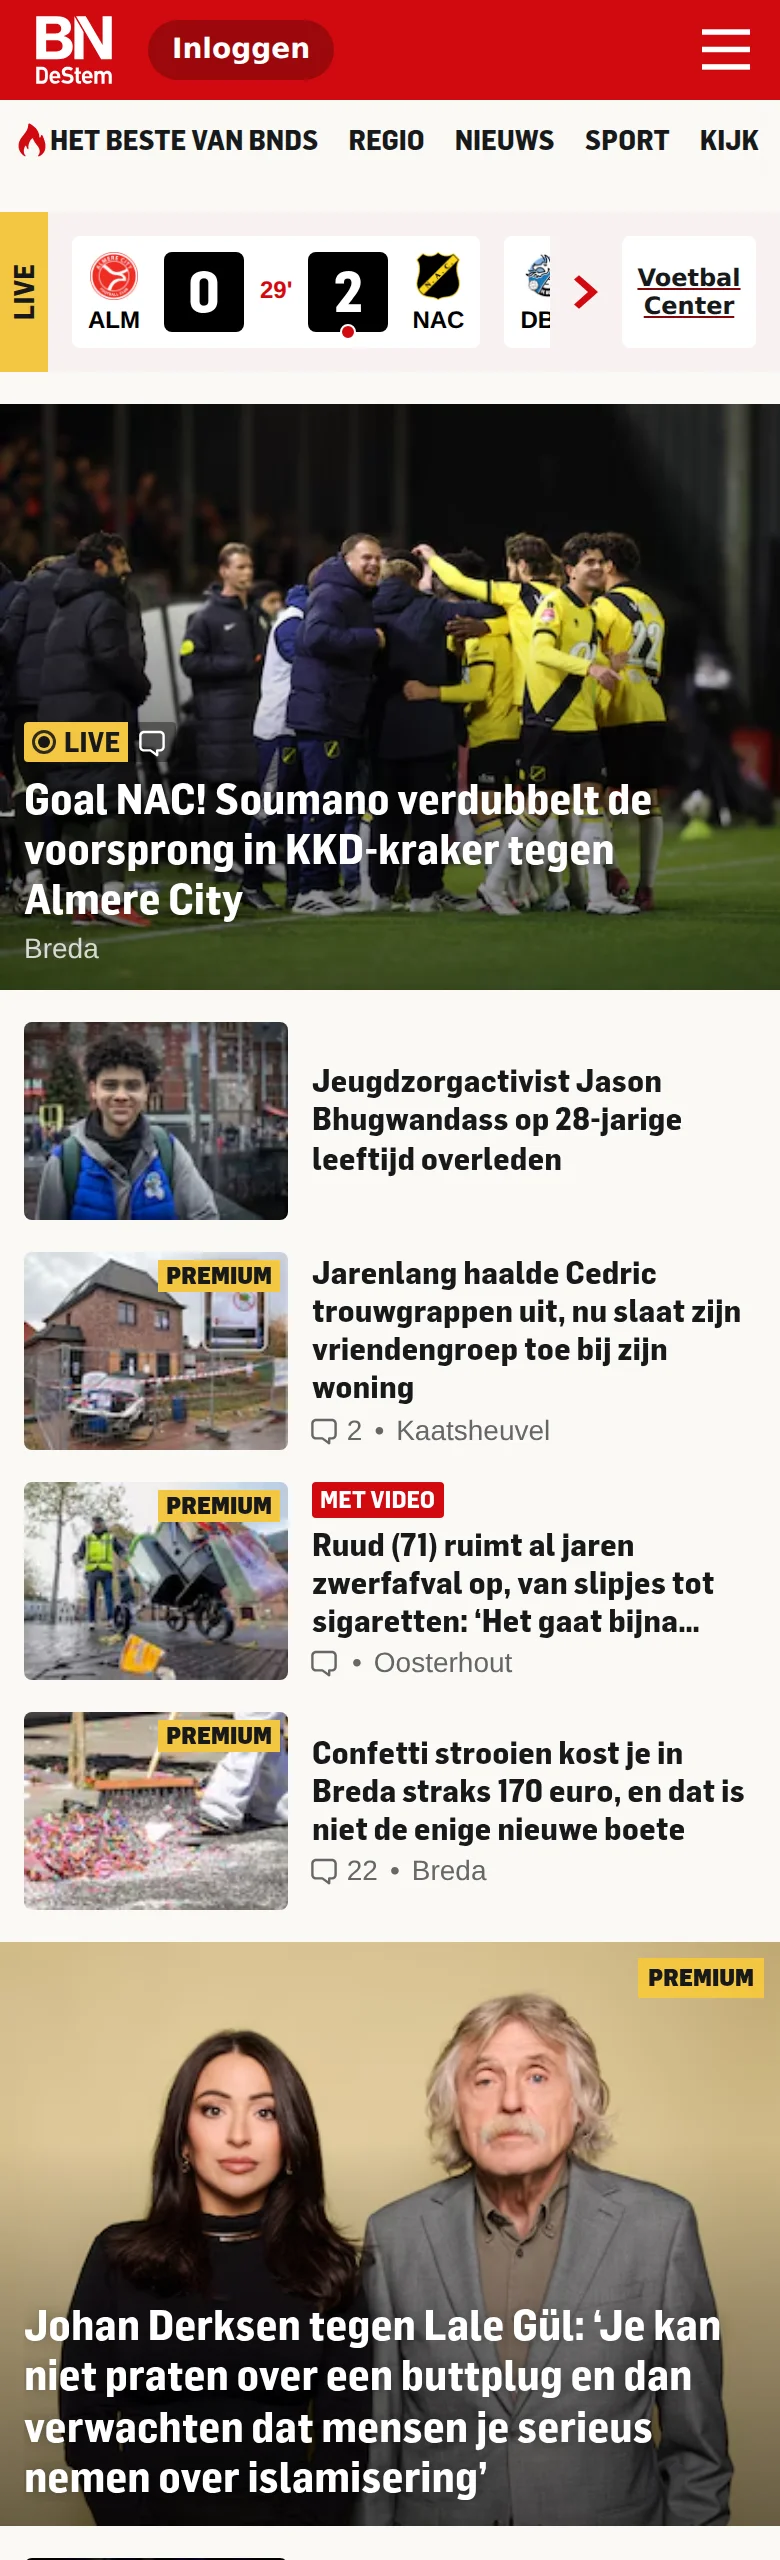 BN
DeStem
Inloggen
HET BESTE VAN BNDS REGIO NIEUWS SPORT KIJK
LIVE
ALM
0
29'
2
NAC
DB
Voetbal
Center
22
LIVE
Goal NAC! Soumano verdubbelt de
voorsprong in KKD-kraker tegen
Almere City
Breda
Jeugdzorgactivist Jason
Bhugwandass op 28-jarige
leeftijd overleden
PREMIUM
Jarenlang haalde Cedric
trouwgrappen uit, nu slaat zijn
vriendengroep toe bij zijn
woning
2 • Kaatsheuvel
PREMIUM
MET VIDEO
Ruud (71) ruimt al jaren
zwerfafval op, van slipjes tot
sigaretten: ‘Het gaat bijna...
• Oosterhout
PREMIUM
Confetti strooien kost je in
Breda straks 170 euro, en dat is
niet de enige nieuwe boete
22 • Breda
PREMIUM
Johan Derksen tegen Lale Gül: ‘Je kan
niet praten over een buttplug en dan
verwachten dat mensen je serieus
nemen over islamisering’